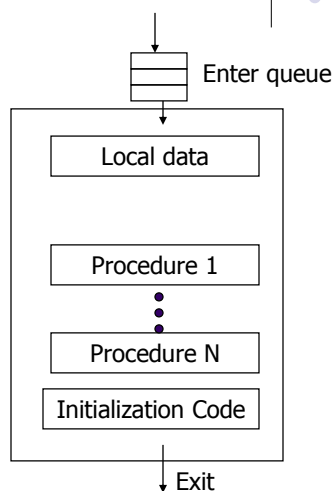 Enter queue
Local data
Procedure 1
Procedure N
Initialization Code
Exit